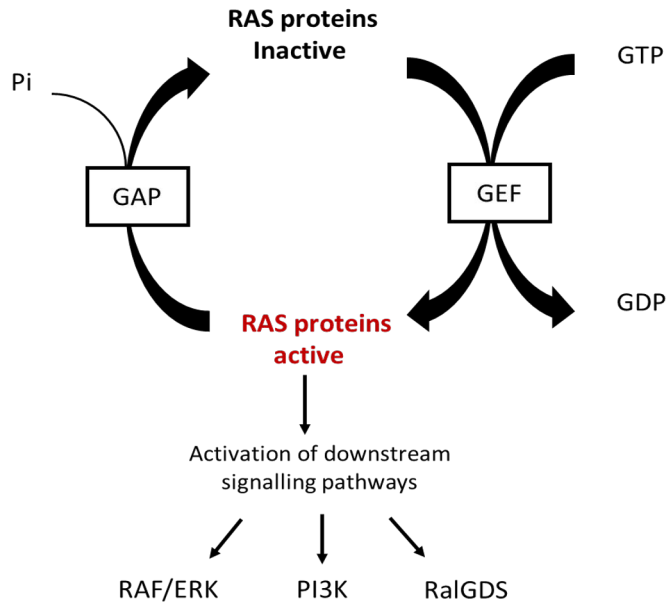 RAS proteins
Inactive
GTP
Pi
GAP
GEF
GDP
RAS proteins
active
Activation of downstream
signalling pathways
RAF/ERK
PI3K
RalGDS